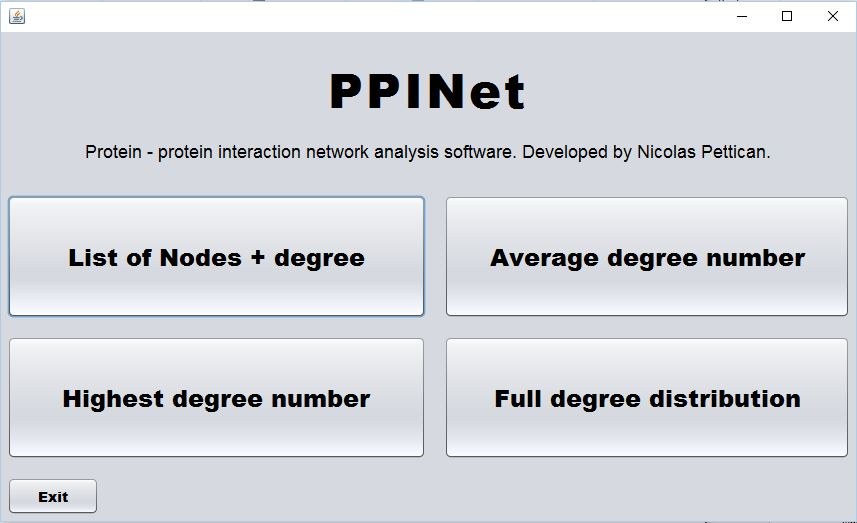 PPINet
Protein - protein interaction network analysis software. Developed by Nicolas Pettican.
List of Nodes + degree
Average degree number
Highest degree number
Full degree distribution
Exit